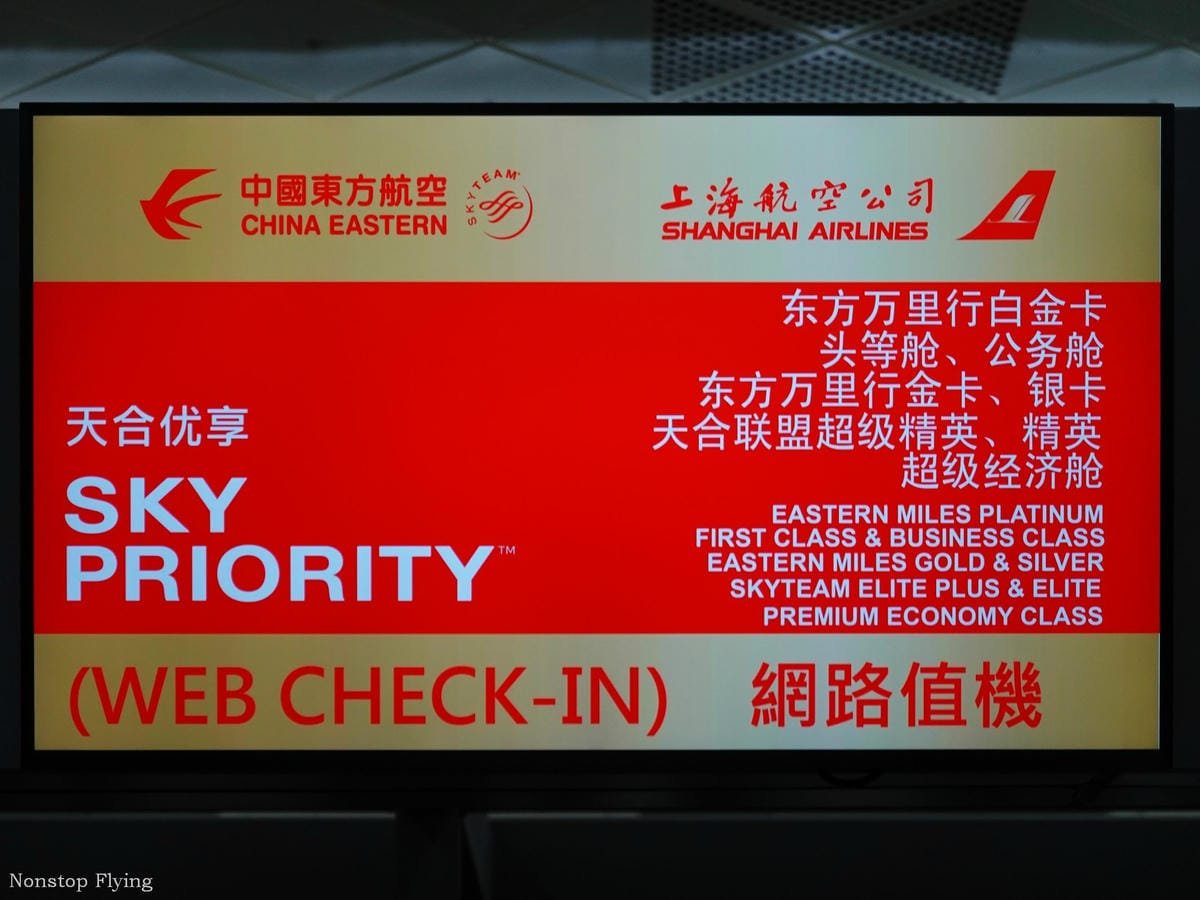 中國東方航空
CHINA EASTERN
SKYTEAM
上海航空公司
SHANGHAI AIRLINES
天合优享
SKY
PRIORITY™
东方万里行白金卡
头等舱、公务舱
东方万里行金卡、银卡
天合联盟超级精英、精英
超级经济舱
EASTERN MILES PLATINUM
FIRST CLASS & BUSINESS CLASS
EASTERN MILES GOLD & SILVER
SKYTEAM ELITE PLUS & ELITE
PREMIUM ECONOMY CLASS
(WEB CHECK-IN) 網路值機
Nonstop Flying